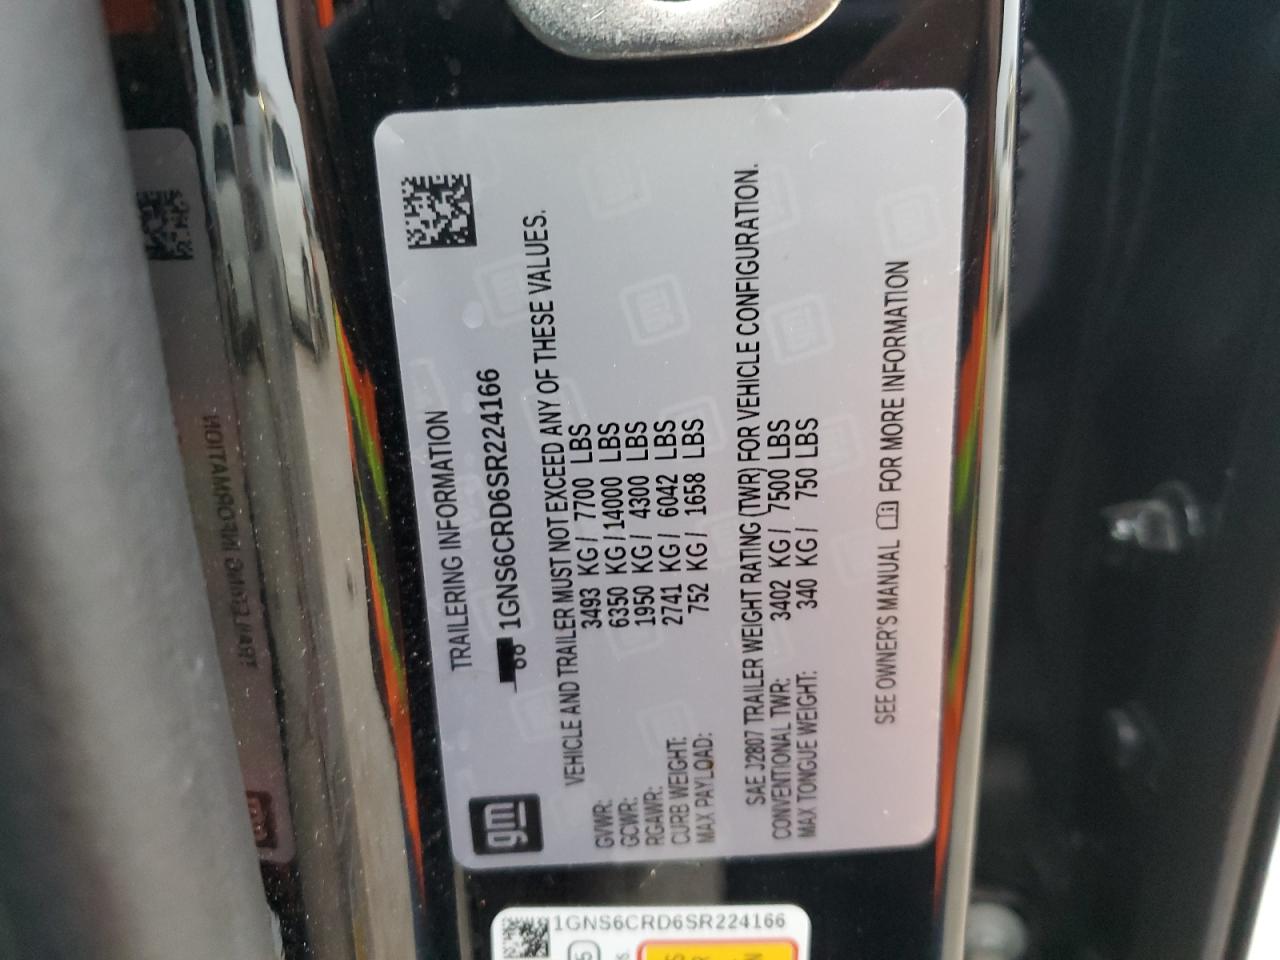 gm
TRAILERING INFORMATION
1GNS6CRD6SR224166
VEHICLE AND TRAILER MUST NOT EXCEED ANY OF THESE VALUES.
GVWR: 3493 KG / 7700 LBS
GCWR: 6350 KG / 14000 LBS
RGAWR: 1950 KG / 4300 LBS
CURB WEIGHT: 2741 KG / 6042 LBS
MAX PAYLOAD: 752 KG / 1658 LBS
SAE J2807 TRAILER WEIGHT RATING (TWR) FOR VEHICLE CONFIGURATION.
CONVENTIONAL TWR: 3402 KG / 7500 LBS
MAX TONGUE WEIGHT: 340 KG / 750 LBS
SEE OWNER'S MANUAL FOR MORE INFORMATION
1GNS6CRD6SR224166